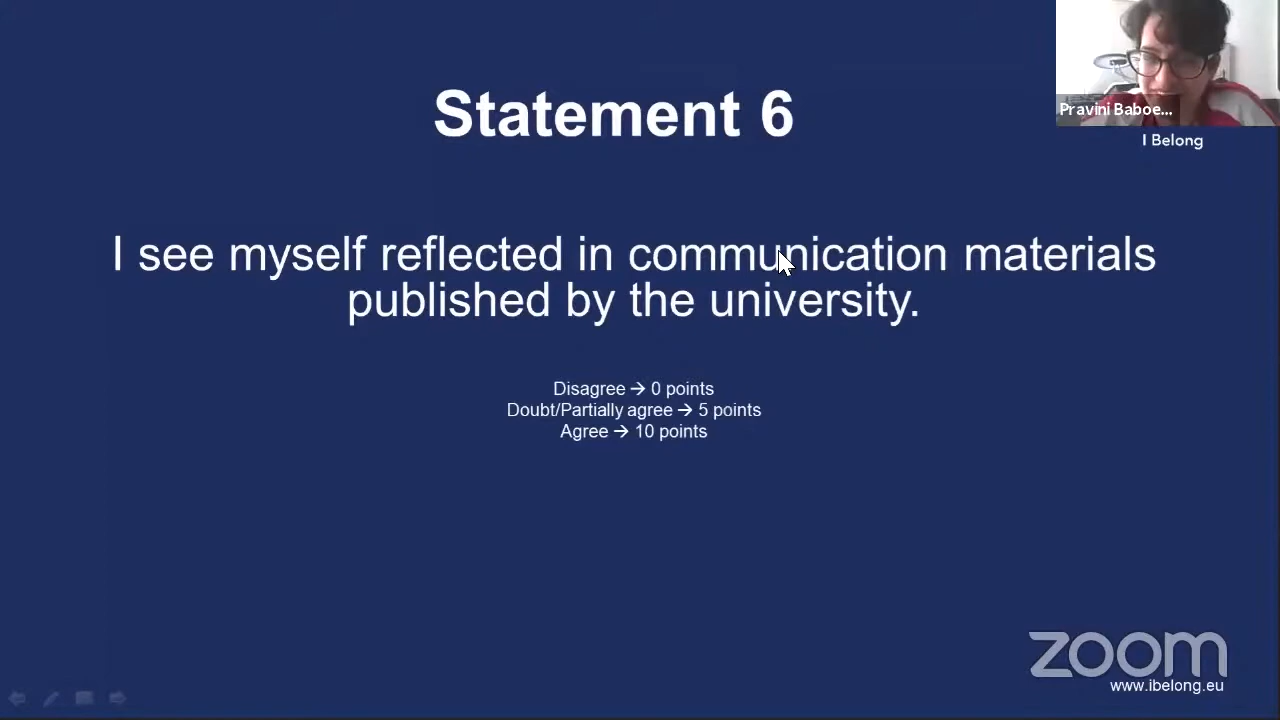 Statement 6
Pravini Baboe...
I Belong
I see myself reflected in communication materials
published by the university.
Disagree → 0 points
Doubt/Partially agree → 5 points
Agree → 10 points
zoom
www.ibelong.eu